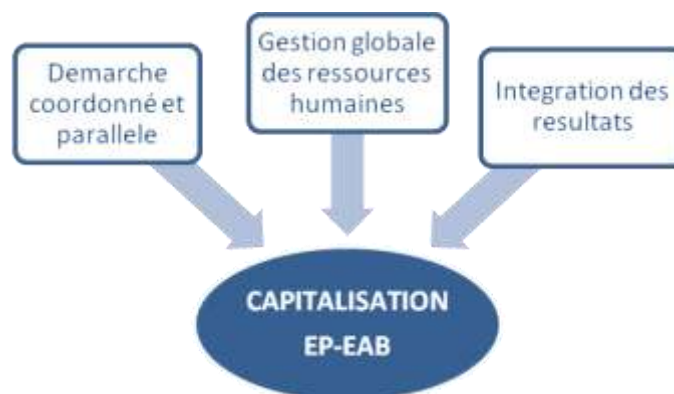 Demarche
coordonné et
parallele
Gestion globale
des ressources
humaines
Integration des
resultats
CAPITALISATION
EP-EAB